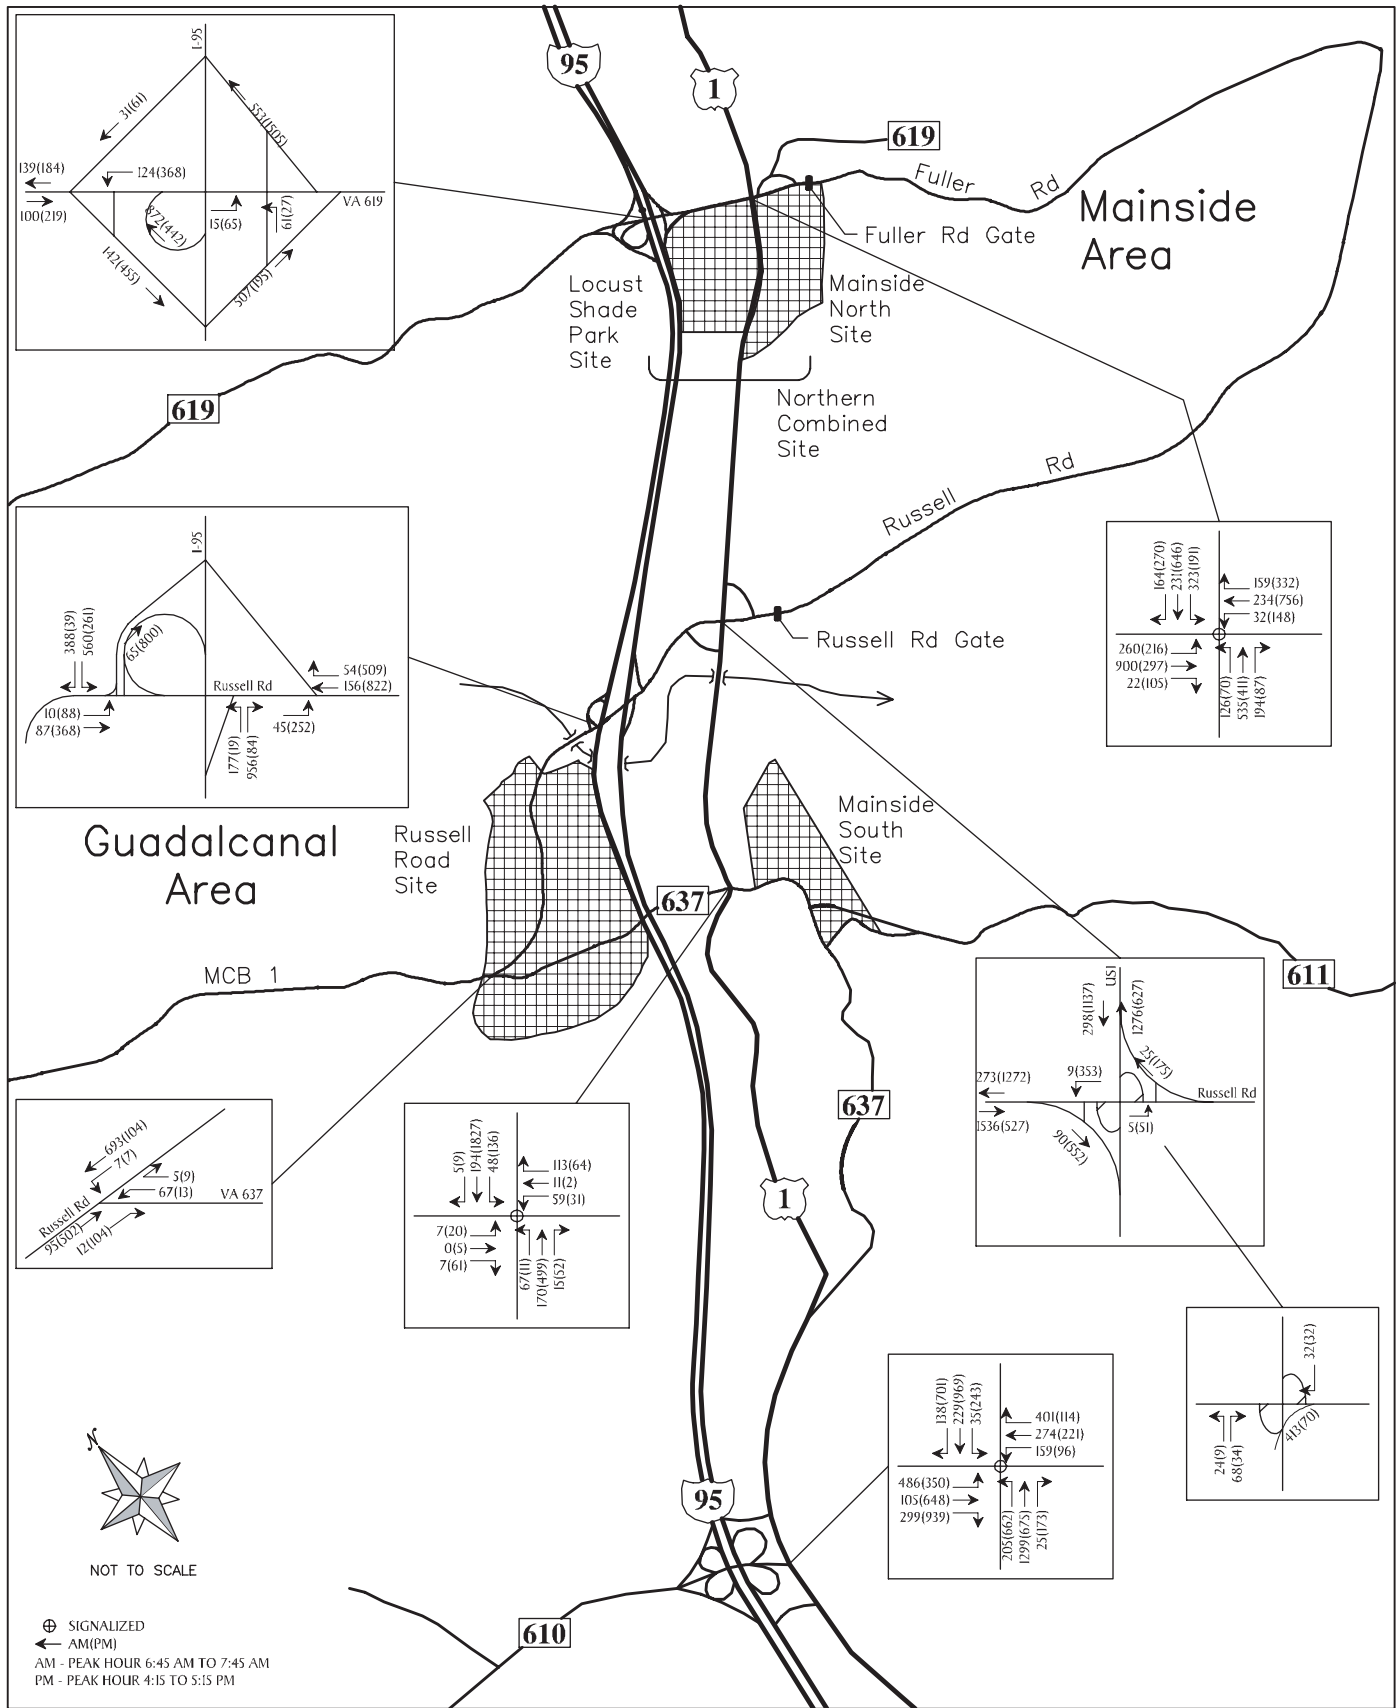 I-95
31(61)
553(1505)
139(184)
124(368)
100(219)
872(442)
15(65)
61(27)
VA 619
142(455)
507(195)
95
1
619
Fuller Rd
Mainside
Area
Fuller Rd Gate
Locust
Shade
Park
Site
Mainside
North
Site
619
Northern
Combined
Site
Russell Rd
I-95
388(39)
560(261)
65(800)
Russell Rd
54(509)
156(822)
10(88)
87(368)
45(252)
177(19)
956(84)
Russell Rd Gate
164(270)
231(646)
323(191)
159(332)
234(756)
32(148)
260(216)
900(297)
22(105)
126(70)
535(411)
194(87)
Guadalcanal
Area
Russell
Road
Site
Mainside
South
Site
637
MCB 1
611
US1
298(1137)
1276(627)
25(175)
9(353)
273(1272)
Russell Rd
1536(527)
5(51)
90(552)
637
693(104)
7(7)
5(9)
67(13)
VA 637
Russell Rd
95(502)
12(104)
5(9)
194(1827)
48(136)
113(64)
11(2)
59(31)
7(20)
0(5)
7(61)
67(11)
170(499)
15(52)
1
32(32)
413(70)
24(9)
68(34)
138(701)
229(969)
35(243)
401(114)
274(221)
159(96)
486(350)
105(648)
299(939)
205(662)
1299(675)
25(173)
95
610
N
NOT TO SCALE
SIGNALIZED
AM(PM)
AM - PEAK HOUR 6:45 AM TO 7:45 AM
PM - PEAK HOUR 4:15 TO 5:15 PM